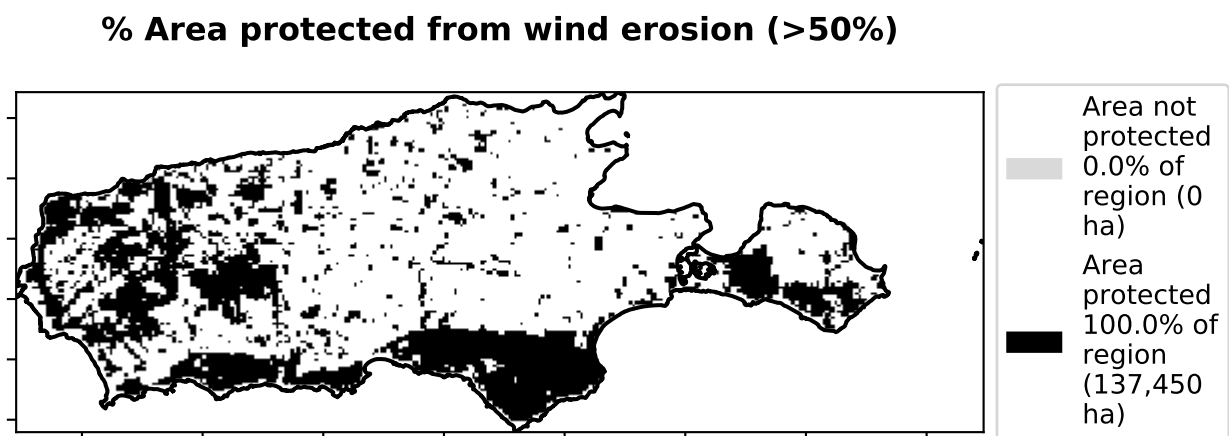 % Area protected from wind erosion (>50%)
Area not
protected
0.0% of
region (0
ha)
Area
protected
100.0% of
region
(137,450
ha)